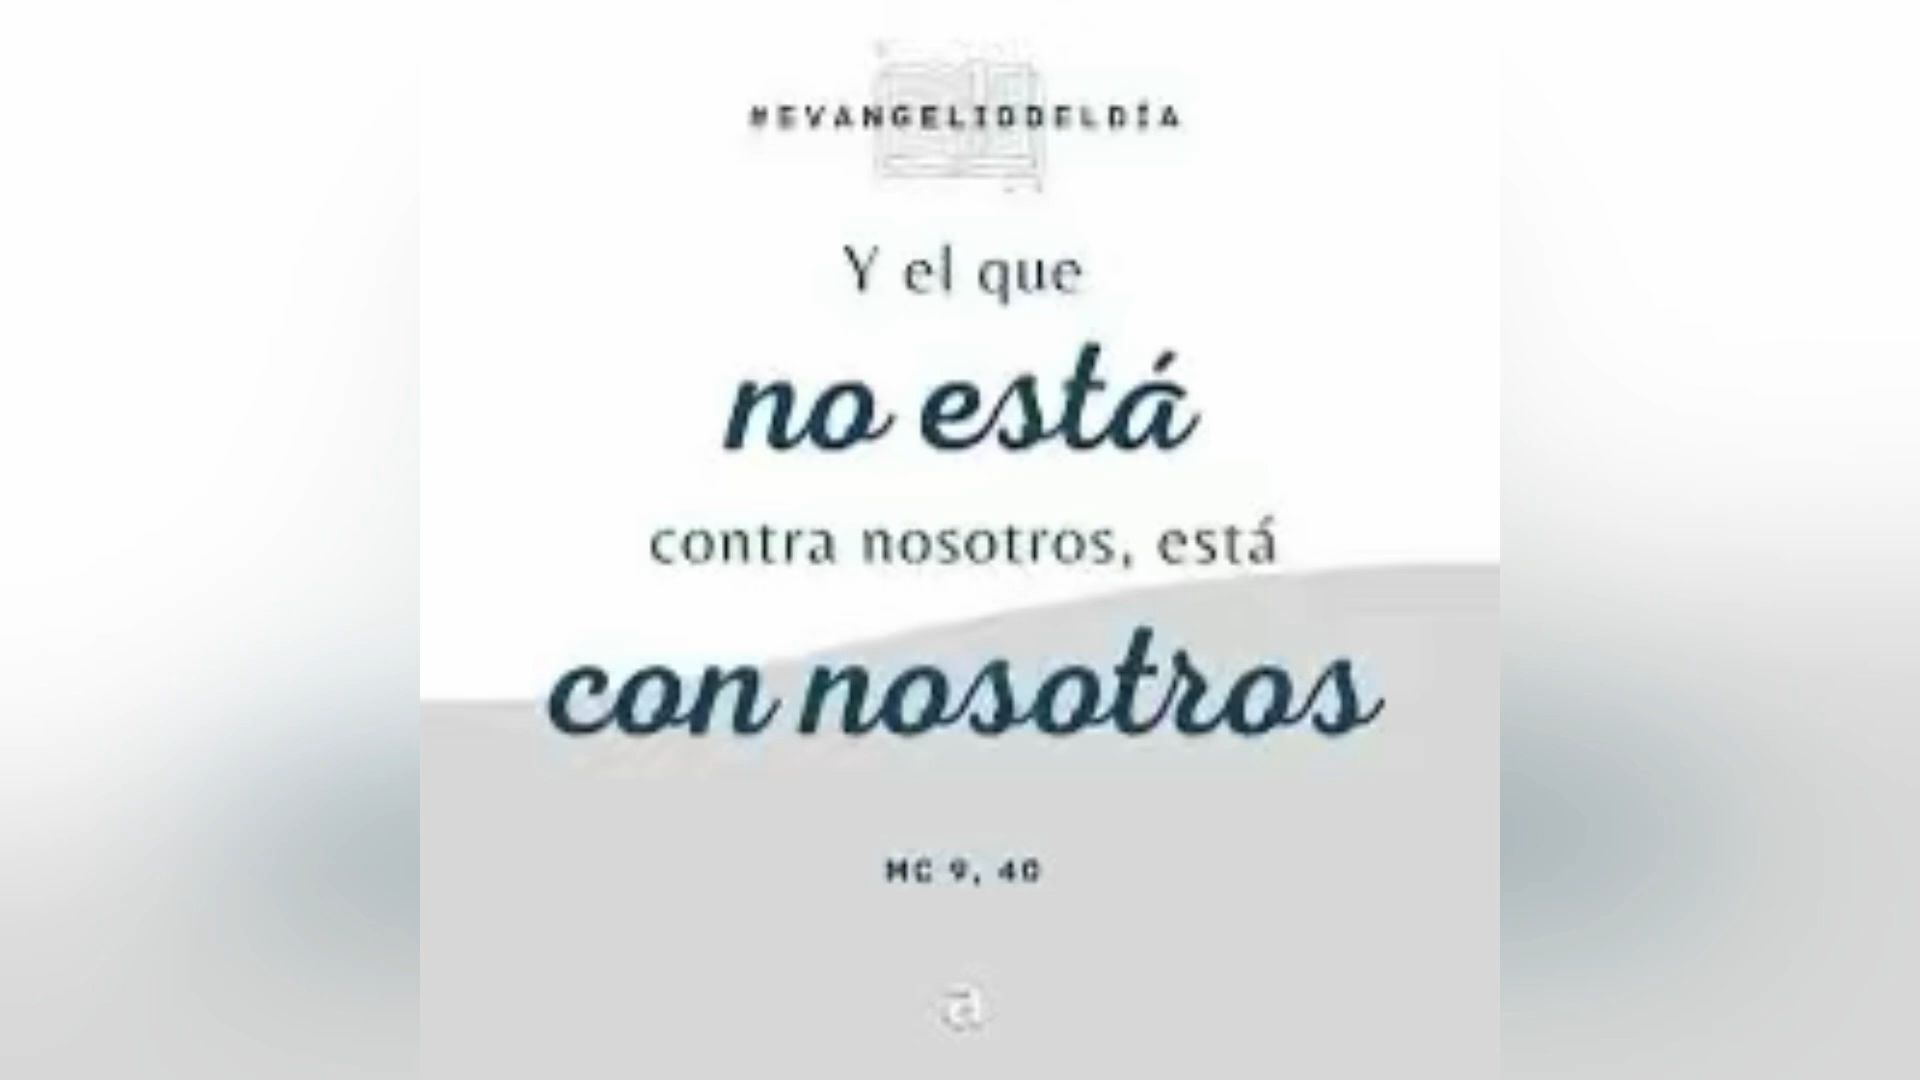 #EVANGELIODELDÍA
Y el que
no está
contra nosotros, está
con nosotros
MC 9, 40
a